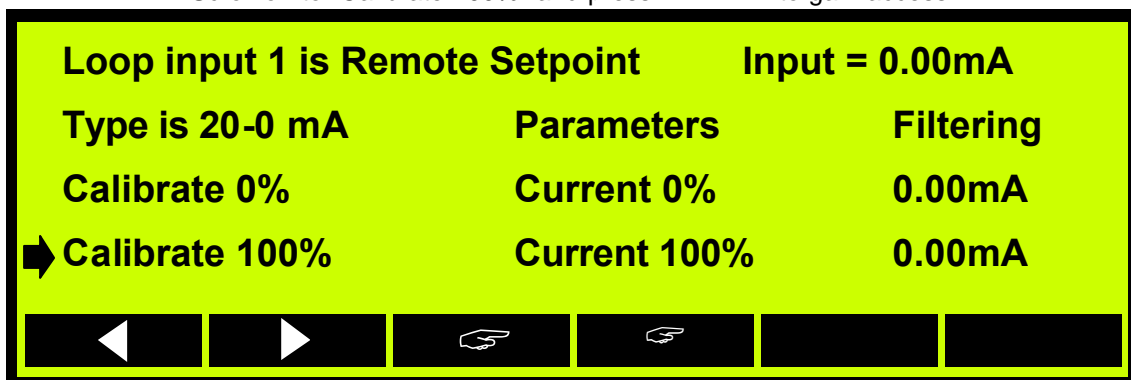 Loop input 1 is Remote Setpoint Input = 0.00mA
Type is 20-0 mA Parameters Filtering
Calibrate 0% Current 0% 0.00mA
Calibrate 100% Current 100% 0.00mA